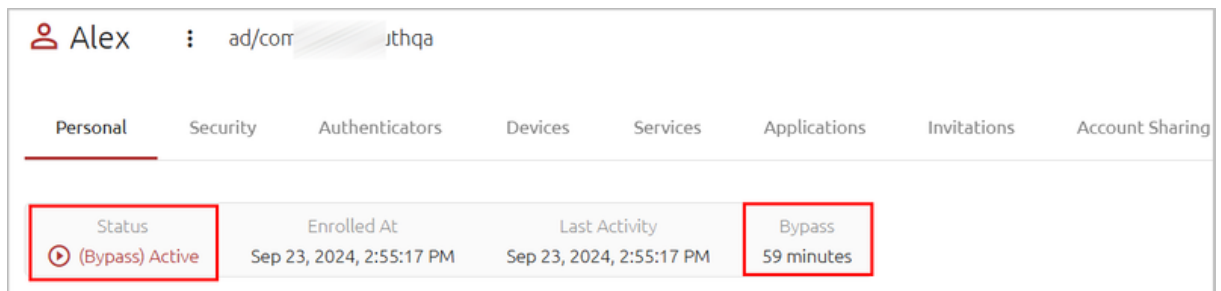 Alex ad/com uthqa
Personal Security Authenticators Devices Services Applications Invitations Account Sharing
Status Enrolled At Last Activity Bypass
(Bypass) Active Sep 23, 2024, 2:55:17 PM Sep 23, 2024, 2:55:17 PM 59 minutes